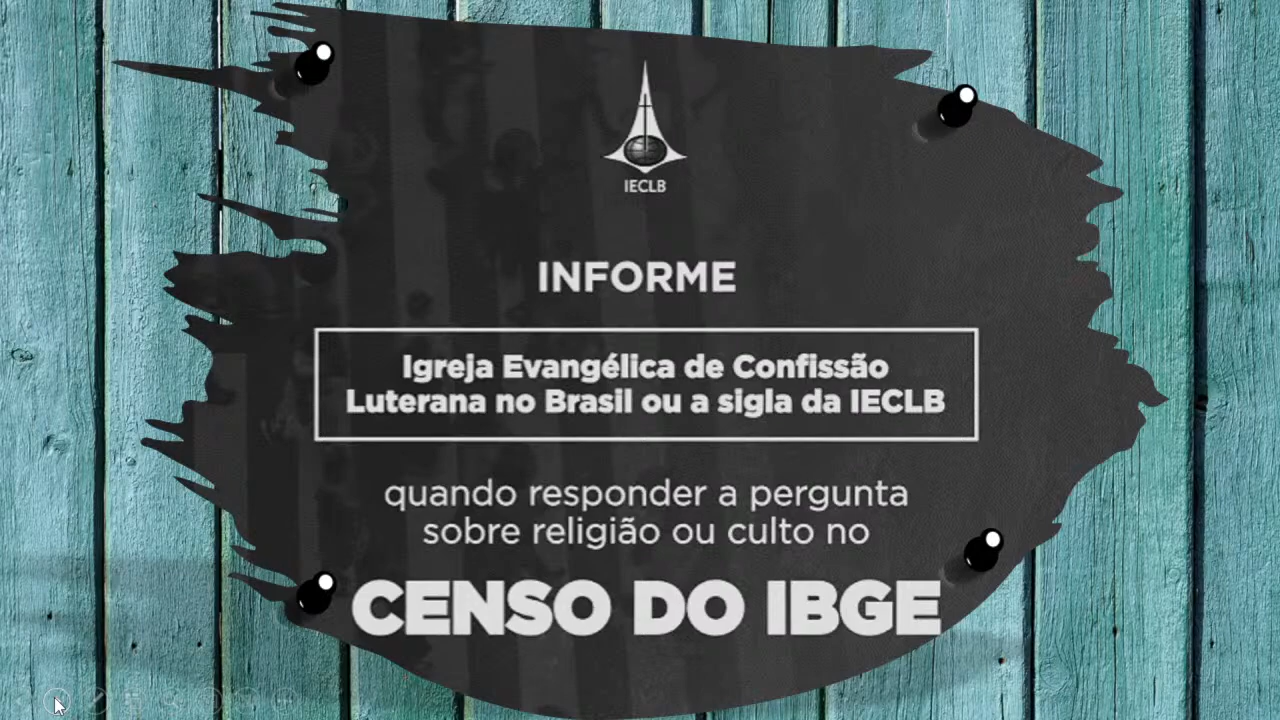 IECLB
INFORME
Igreja Evangélica de Confissão
Luterana no Brasil ou a sigla da IECLB
quando responder a pergunta
sobre religião ou culto no
CENSO DO IBGE